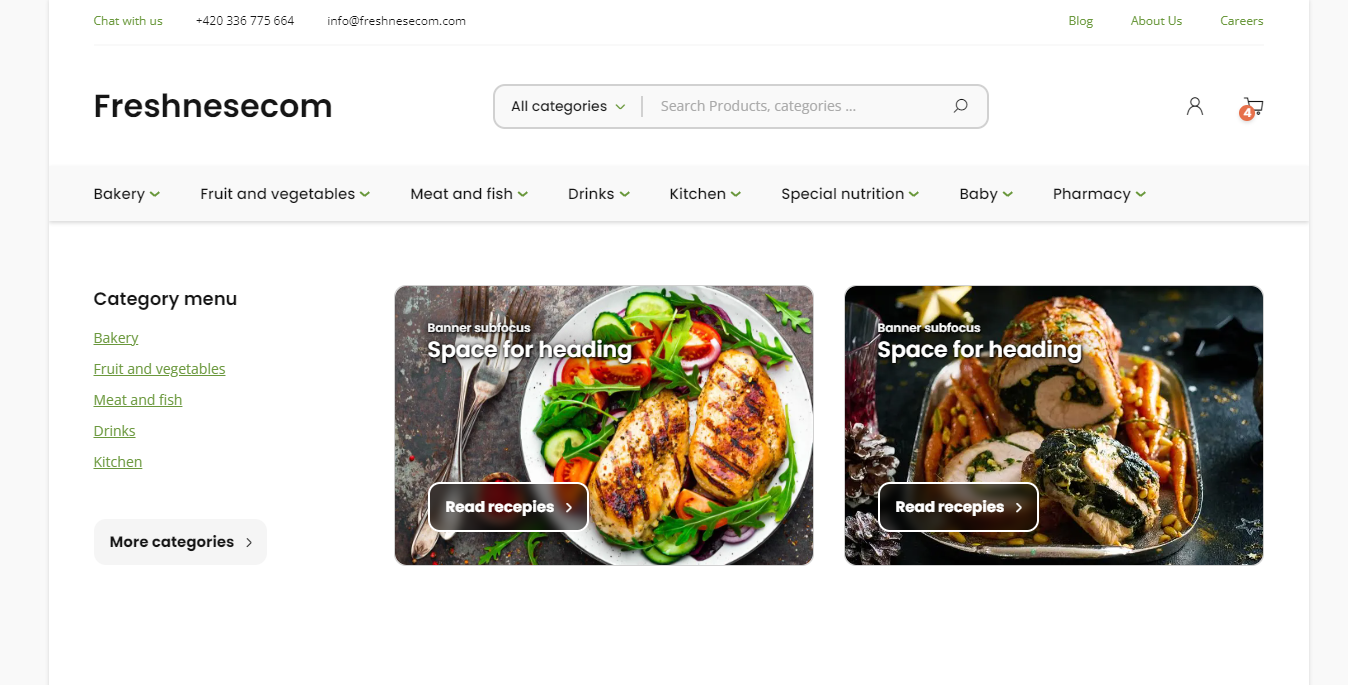 Chat with us +420 336 775 664 info@freshnesecom.com Blog About Us Careers
Freshnesecom All categories Search Products, categories ... 4
Bakery Fruit and vegetables Meat and fish Drinks Kitchen Special nutrition Baby Pharmacy
Category menu
Bakery
Fruit and vegetables
Meat and fish
Drinks
Kitchen
More categories
Banner subfocus
Space for heading
Read recepies
Banner subfocus
Space for heading
Read recepies